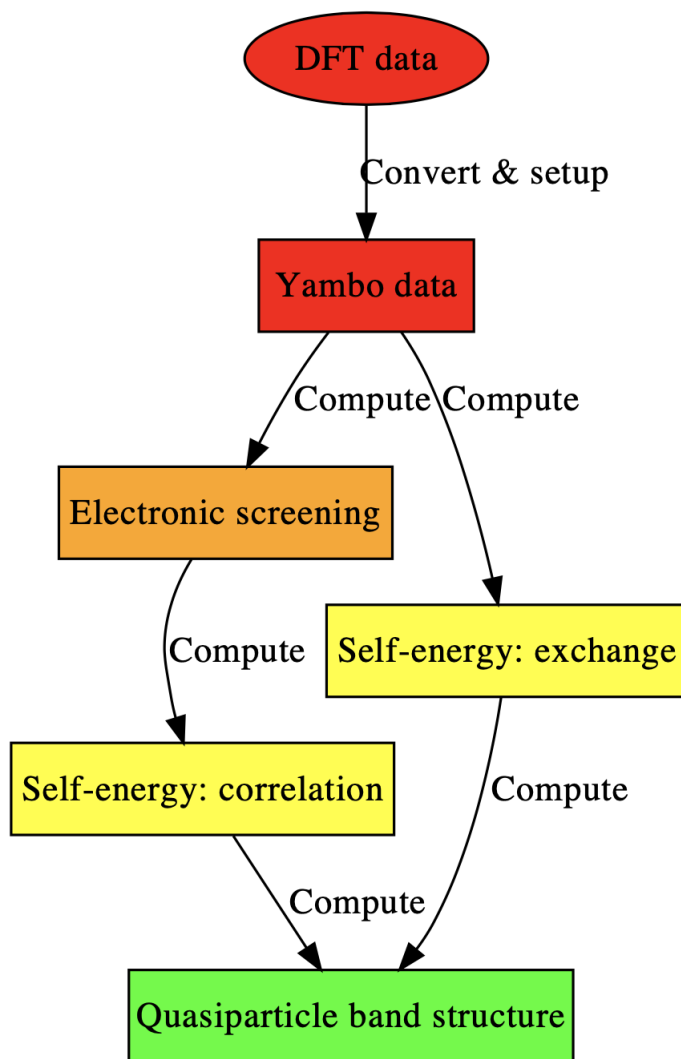 DFT data
Convert & setup
Yambo data
Compute
Compute
Electronic screening
Compute
Self-energy: exchange
Self-energy: correlation
Compute
Compute
Quasiparticle band structure